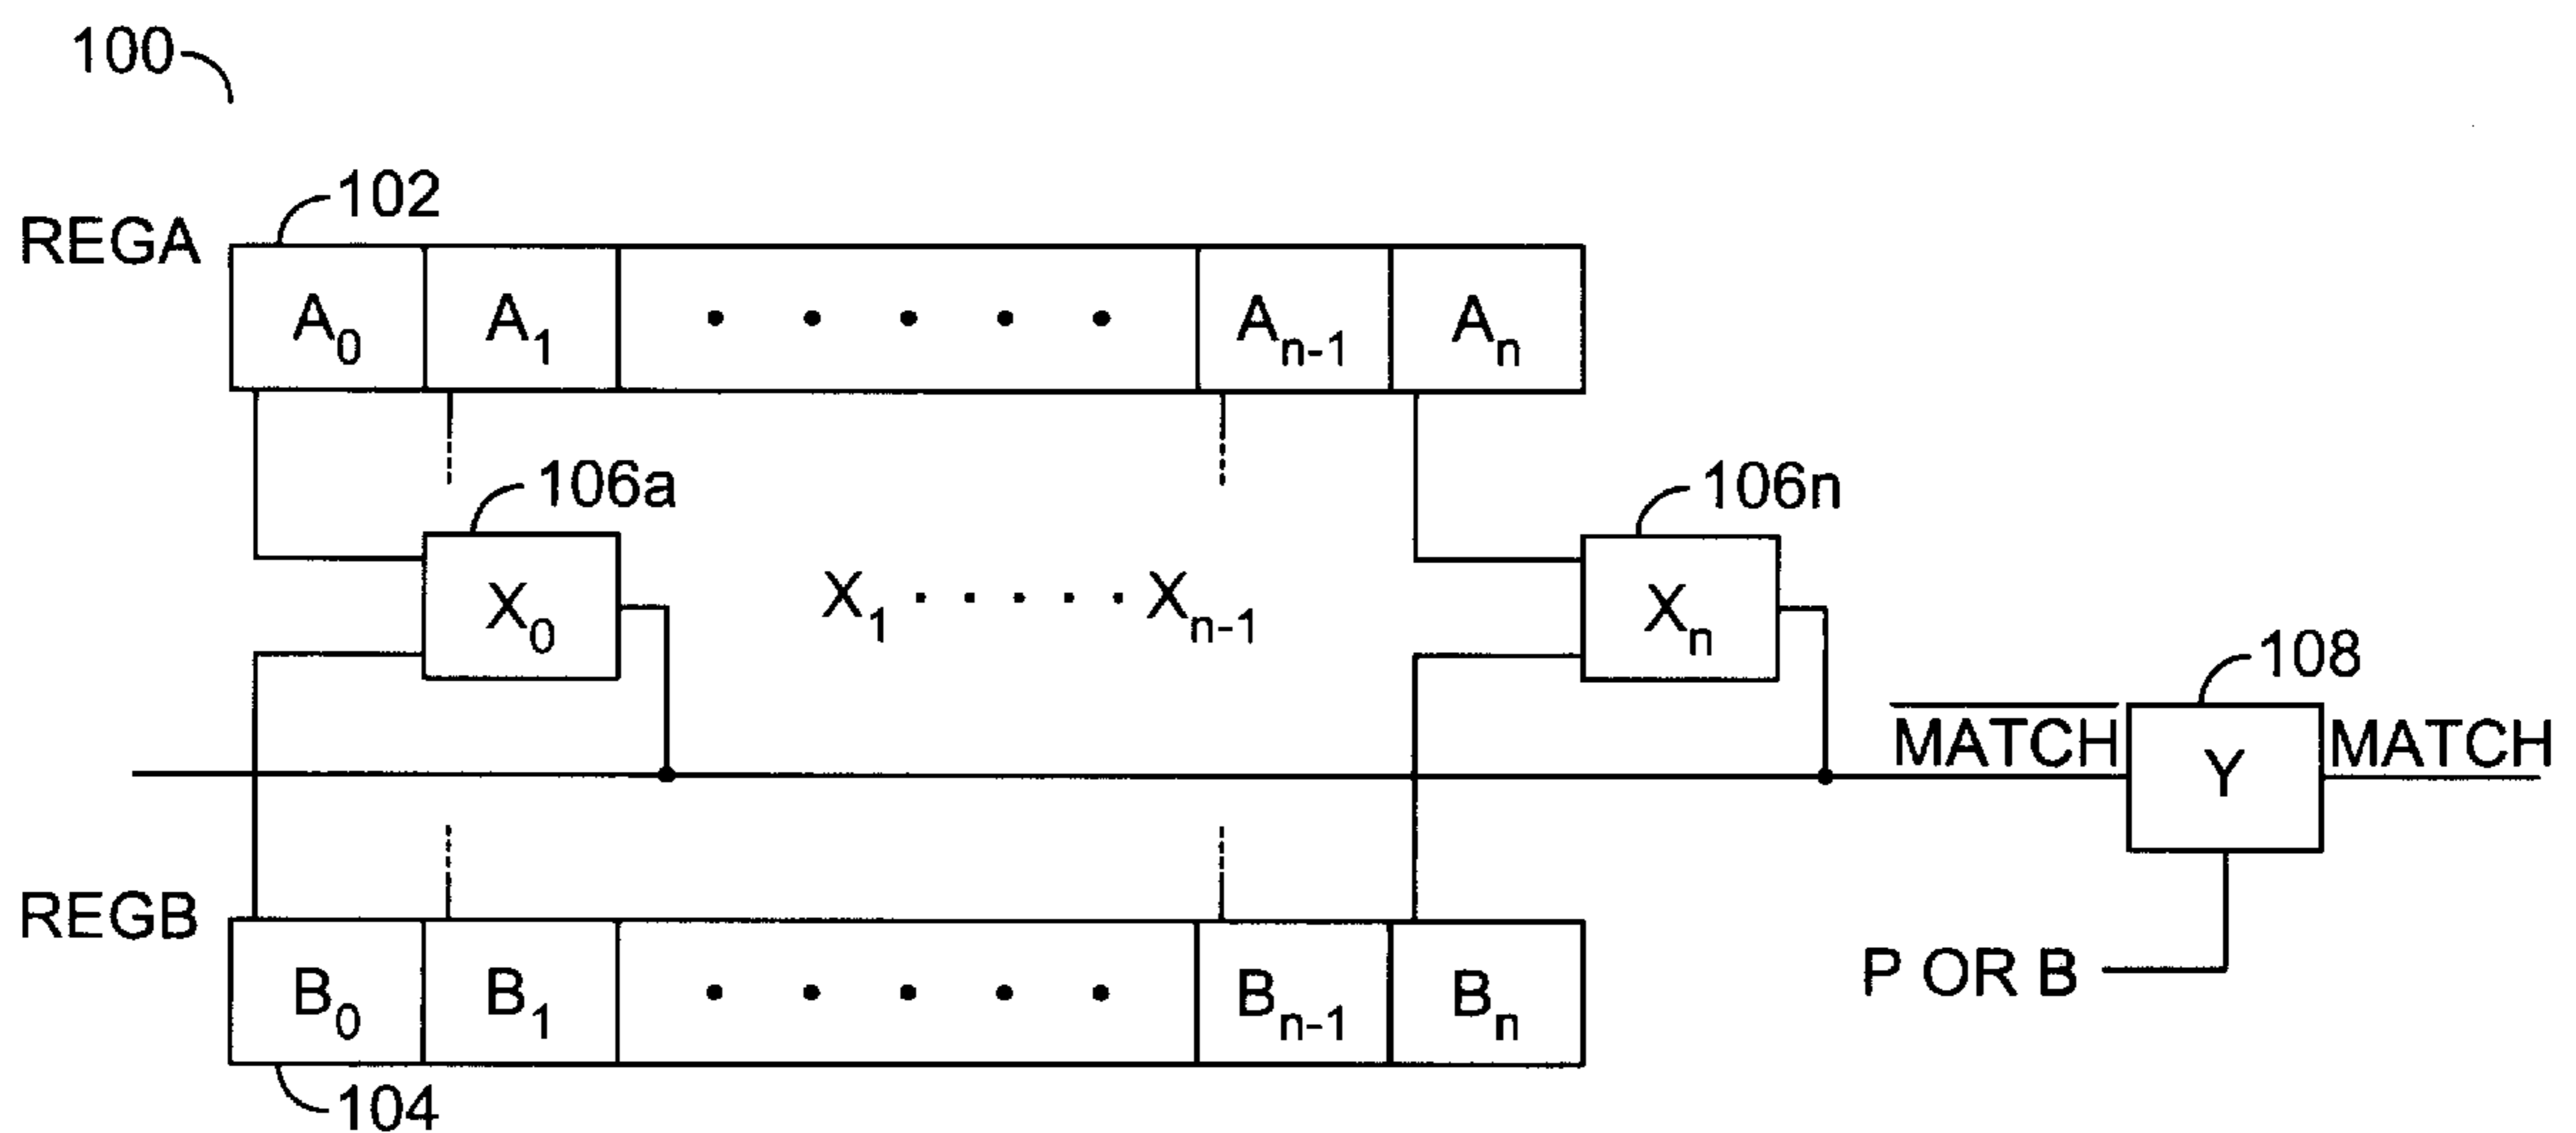 100
102
REGA
A0 A1 . . . . . An-1 An
106a
106n
X0 X1 . . . . . Xn-1 Xn
108
MATCH Y MATCH
REGB
P OR B
B0 B1 . . . . . Bn-1 Bn
104